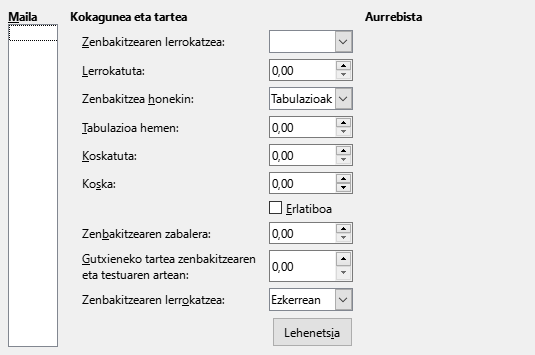 Maila
Kokagunea eta tartea
Aurrebista
Zenbakitzearen lerrokatzea:
Lerrokatuta: 0,00
Zenbakitzea honekin: Tabulazioak
Tabulazioa hemen: 0,00
Koskatuta: 0,00
Koska: 0,00
Erlatiboa
Zenbakitzearen zabalera: 0,00
Gutxieneko tartea zenbakitzearen
eta testuaren artean: 0,00
Zenbakitzearen lerrokatzea: Ezkerrean
Lehenetsia